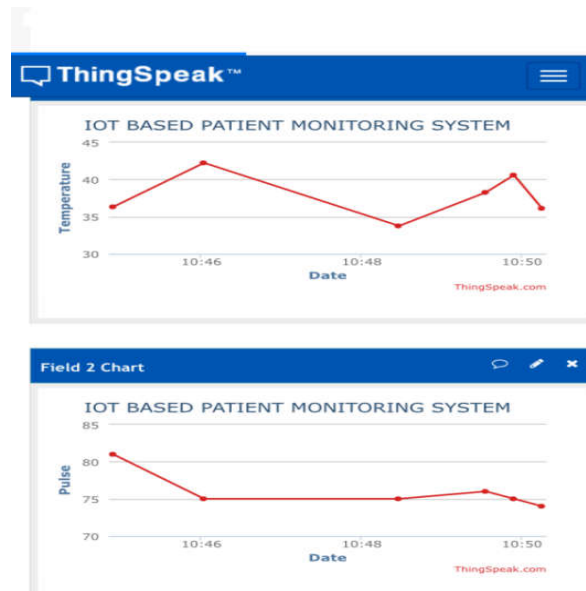 ThingSpeak™
IOT BASED PATIENT MONITORING SYSTEM
45
40
35
30
Temperature
10:46 10:48 10:50
Date
ThingSpeak.com
Field 2 Chart
IOT BASED PATIENT MONITORING SYSTEM
85
80
75
70
Pulse
10:46 10:48 10:50
Date
ThingSpeak.com